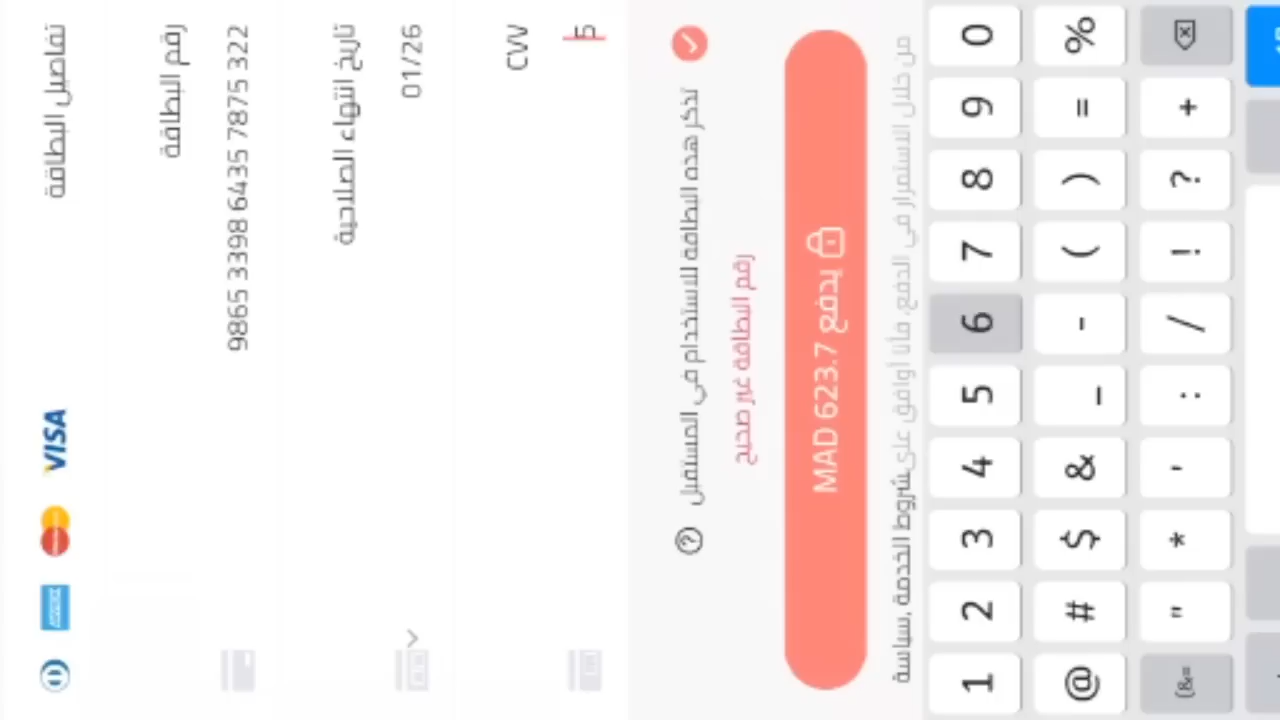 تفاصيل البطاقة
VISA
رقم البطاقة
9865 3398 6435 7875 322
تاريخ انتهاء الصلاحية
01/26
CVV
5
تذكر هذه البطاقة للاستخدام في المستقبل
رقم البطاقة غير صحيح
يدفع MAD 623.7
من خلال الاستمرار في الدفع، فأنا أوافق على شروط الخدمة ,سياسة
1 2 3 4 5 6 7 8 9 0
@ # $ & _ - ( ) = %
" * ' : / ! ? +